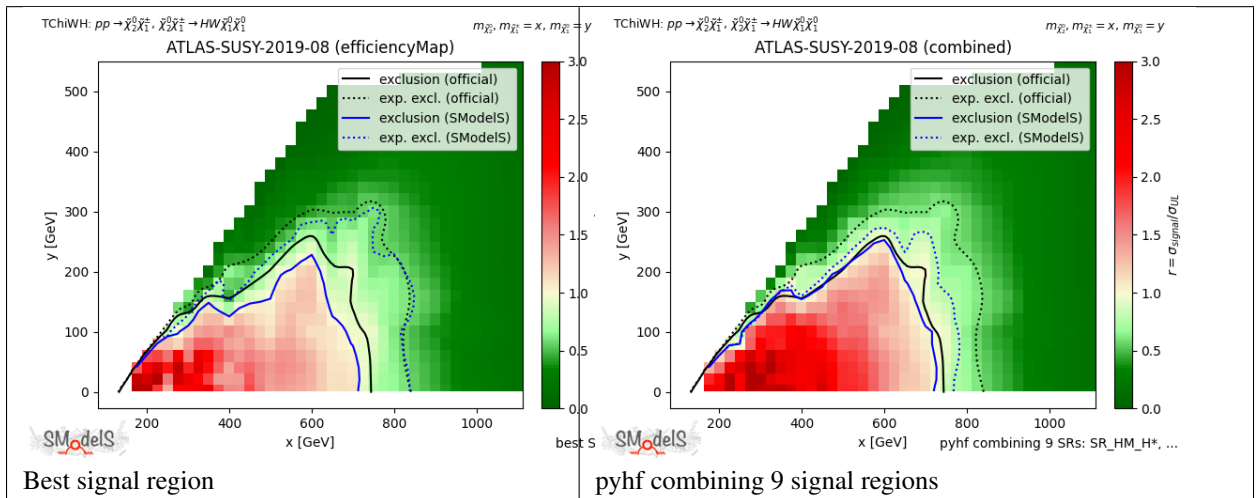 TChiWH: pp → χ̃⁰₂χ̃±₁, χ̃⁰₂χ̃±₁ → HWχ̃⁰₁χ̃⁰₁
m_χ̃⁰₂, m_χ̃±₁ = x, m_χ̃⁰₁ = y
ATLAS-SUSY-2019-08 (efficiencyMap)
exclusion (official)
exp. excl. (official)
exclusion (SModelS)
exp. excl. (SModelS)
y [GeV]
500
400
300
200
100
0
200
400
600
800
1000
x [GeV]
3.0
2.5
2.0
1.5
1.0
0.5
0.0
SModelS
best S
Best signal region
TChiWH: pp → χ̃⁰₂χ̃±₁, χ̃⁰₂χ̃±₁ → HWχ̃⁰₁χ̃⁰₁
m_χ̃⁰₂, m_χ̃±₁ = x, m_χ̃⁰₁ = y
ATLAS-SUSY-2019-08 (combined)
exclusion (official)
exp. excl. (official)
exclusion (SModelS)
exp. excl. (SModelS)
y [GeV]
500
400
300
200
100
0
200
400
600
800
1000
x [GeV]
3.0
2.5
2.0
1.5
1.0
0.5
0.0
r = σ_signal/σ_UL
SModelS
pyhf combining 9 SRs: SR_HM_H*, ...
pyhf combining 9 signal regions